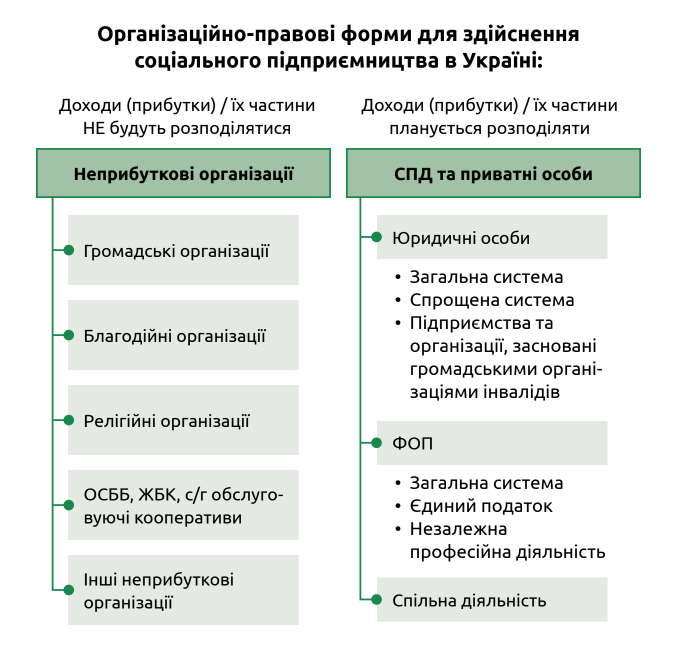 Організаційно-правові форми для здійснення
соціального підприємництва в Україні:
Доходи (прибутки) / їх частини
НЕ будуть розподілятися
Неприбуткові організації
Громадські організації
Благодійні організації
Релігійні організації
ОСББ, ЖБК, с/г обслуго-
вуючі кооперативи
Інші неприбуткові
організації
Доходи (прибутки) / їх частини
планується розподіляти
СПД та приватні особи
Юридичні особи
• Загальна система
• Спрощена система
• Підприємства та
організації, засновані
громадськими органі-
заціями інвалідів
ФОП
• Загальна система
• Єдиний податок
• Незалежна
професійна діяльність
Спільна діяльність